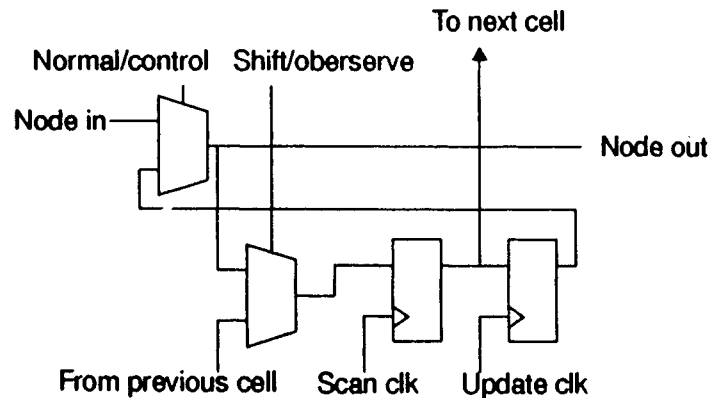 To next cell
Normal/control
Shift/oberserve
Node in
Node out
From previous cell
Scan clk
Update clk